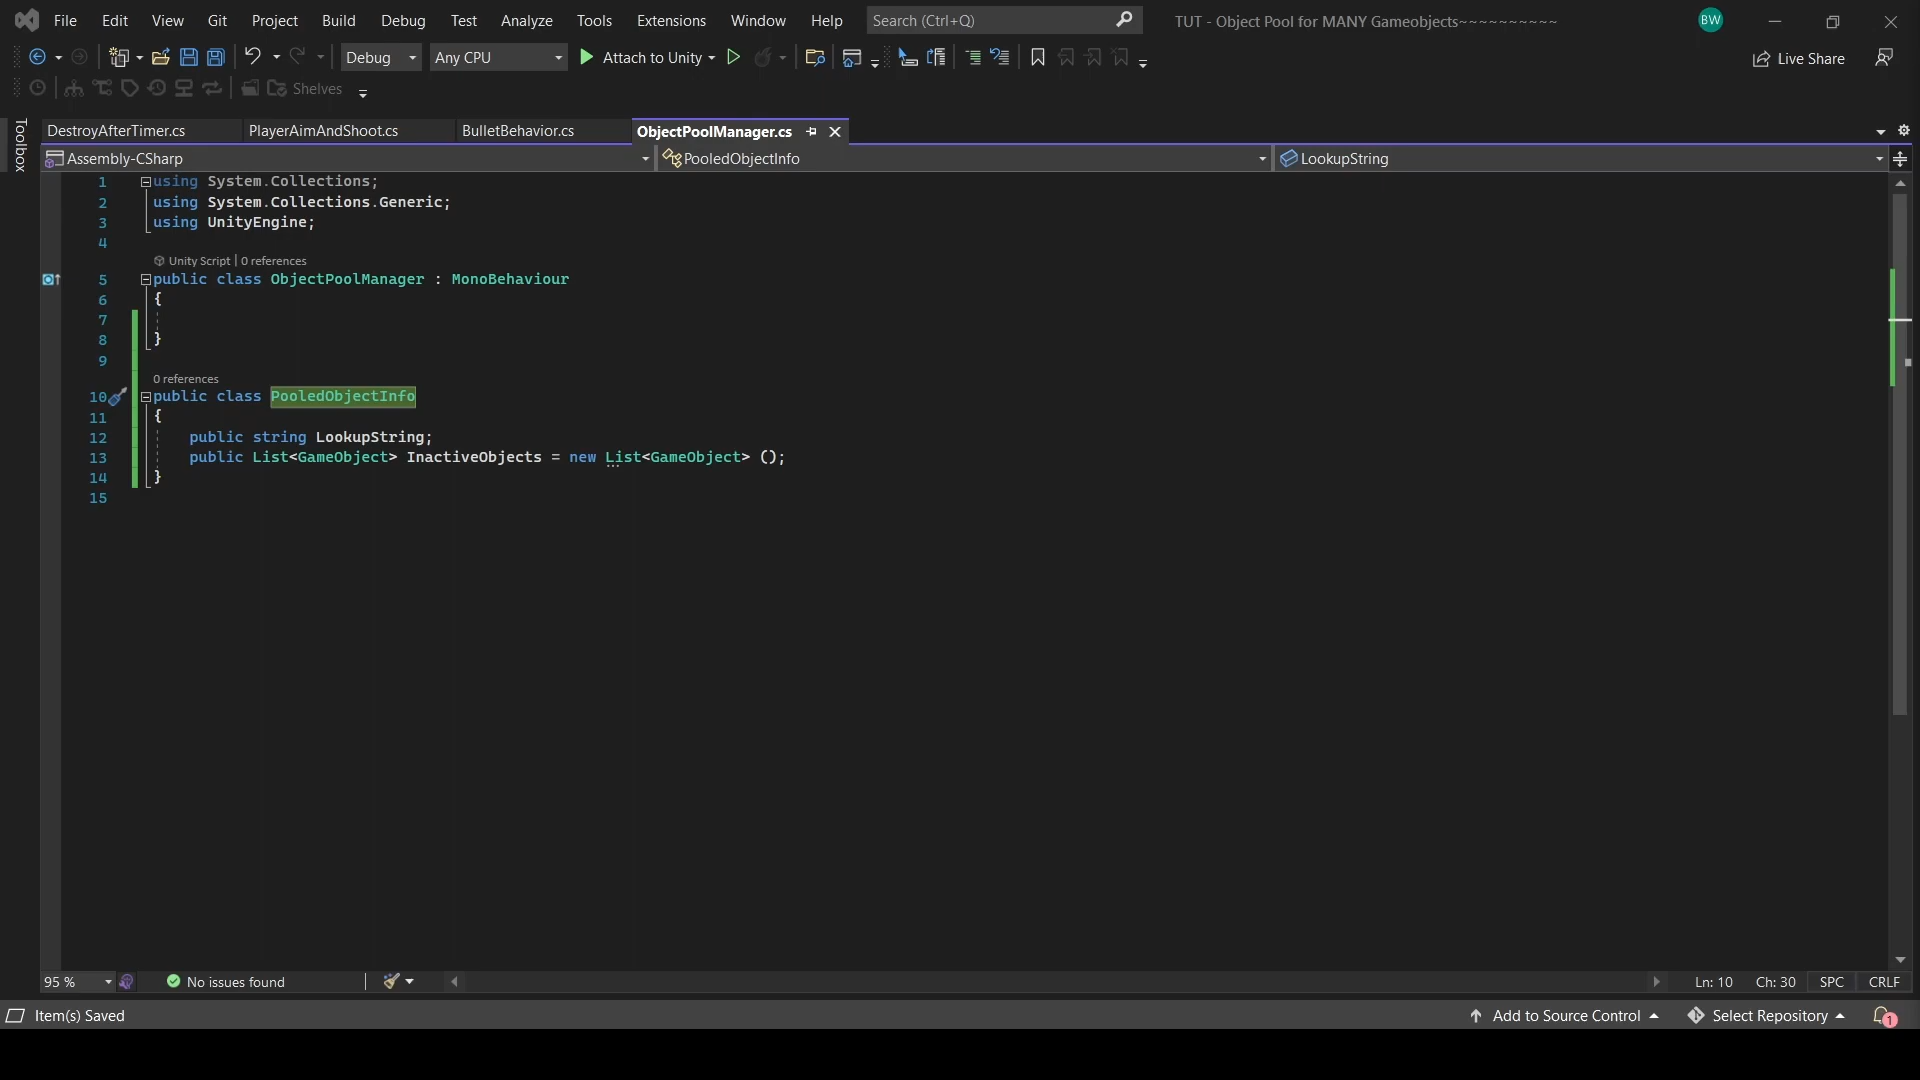 File Edit View Git Project Build Debug Test Analyze Tools Extensions Window Help Search (Ctrl+Q) TUT - Object Pool for MANY Gameobjects~~~~~~~~~~~ BW
Debug Any CPU Attach to Unity Live Share
Shelves
Toolbox
DestroyAfterTimer.cs PlayerAimAndShoot.cs BulletBehavior.cs ObjectPoolManager.cs
Assembly-CSharp PooledObjectInfo LookupString
1 using System.Collections;
2 using System.Collections.Generic;
3 using UnityEngine;
4
Unity Script | 0 references
5 public class ObjectPoolManager : MonoBehaviour
6 {
7
8 }
9
0 references
10 public class PooledObjectInfo
11 {
12 public string LookupString;
13 public List<GameObject> InactiveObjects = new List<GameObject> ();
14 }
15
95 % No issues found Ln: 10 Ch: 30 SPC CRLF
Item(s) Saved Add to Source Control Select Repository 1